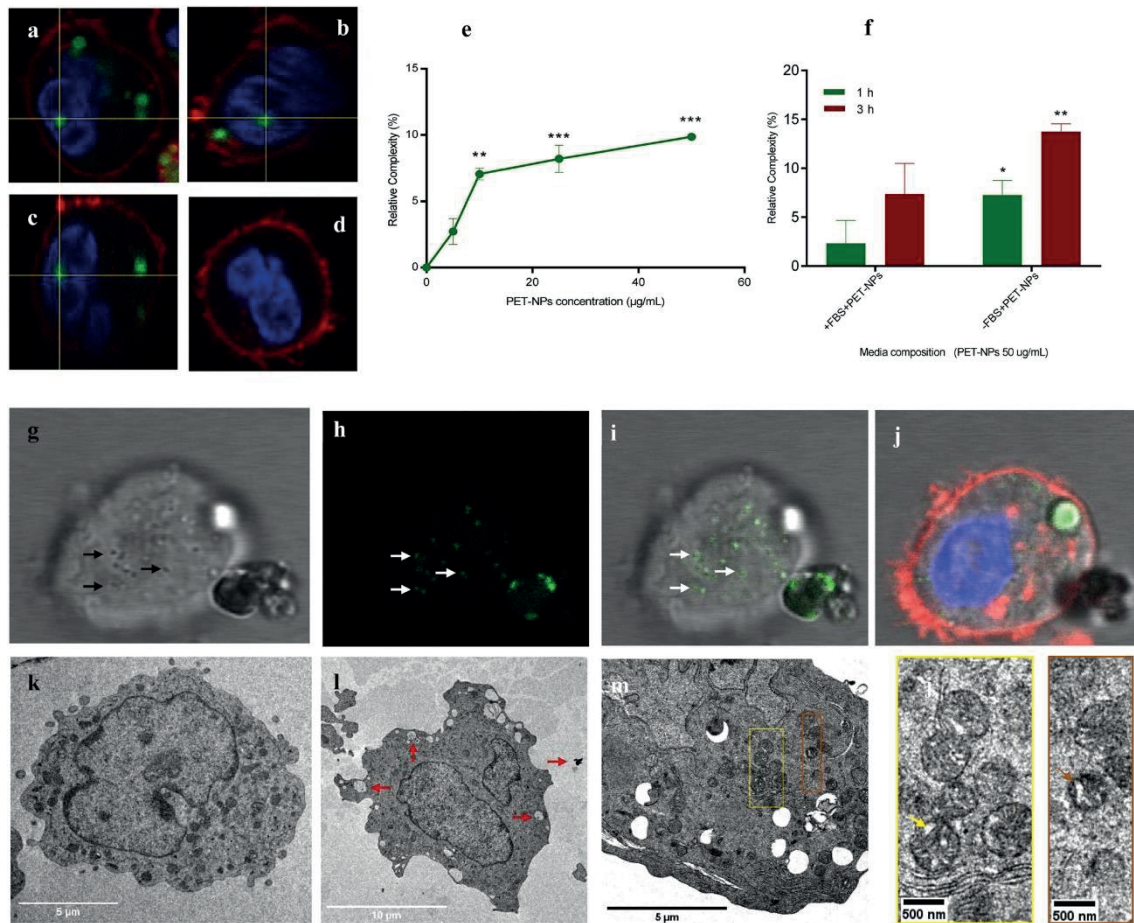 a
b
c
d
e
15
10
5
0
0
20
40
60
**
***
***
Relative Complexity (%)
PET-NPs concentration (µg/mL)
f
20
15
10
5
0
1 h
3 h
*
**
Relative Complexity (%)
+FBS+PET-NPs
-FBS+PET-NPs
Media composition (PET-NPs 50 ug/mL)
g
h
i
j
k
5 µm
l
10 µm
m
5 µm
500 nm
500 nm